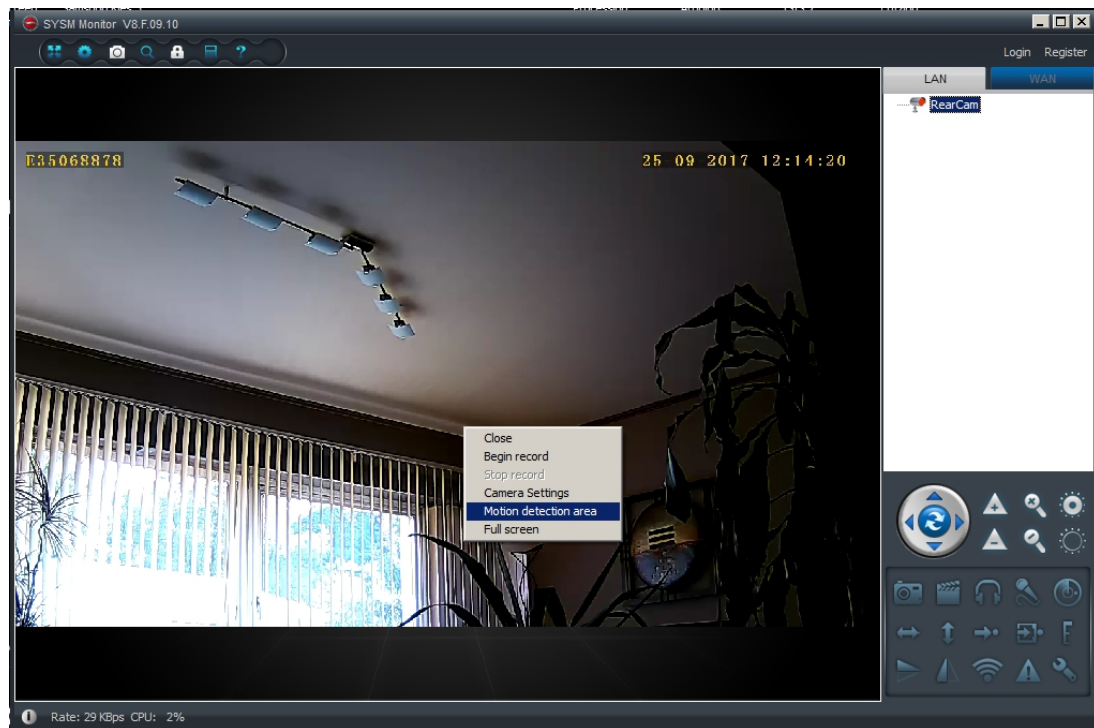 SYSM Monitor V8.F.09.10
Login Register
LAN WAN
RearCam
E35068878
25 09 2017 12:14:20
Close
Begin record
Stop record
Camera Settings
Motion detection area
Full screen
Rate: 29 KBps CPU: 2%